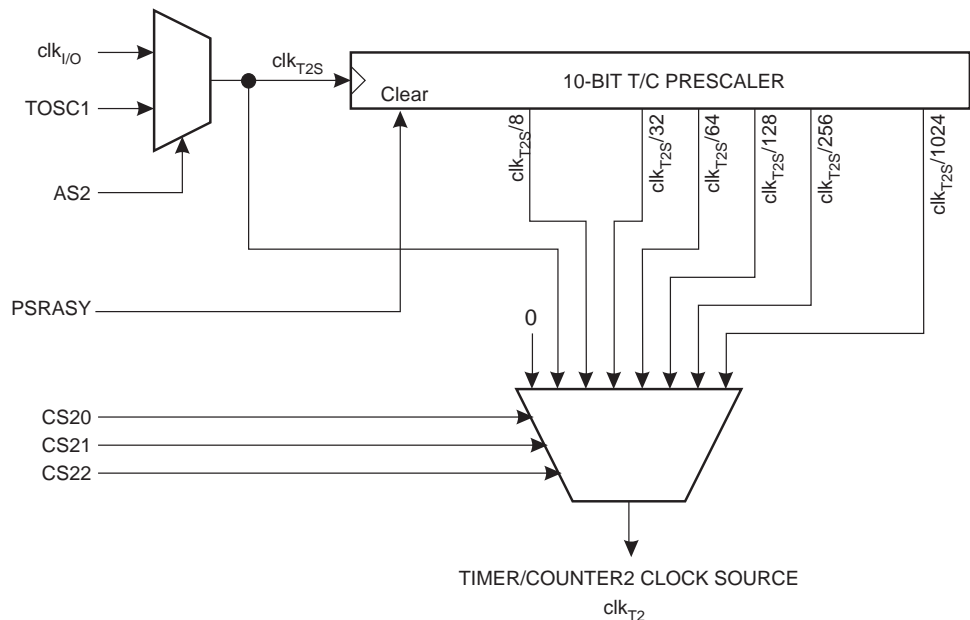 clkI/O
clkT2S
10-BIT T/C PRESCALER
TOSC1
Clear
clkT2S/8
clkT2S/32
clkT2S/64
clkT2S/128
clkT2S/256
clkT2S/1024
AS2
PSRASY
0
CS20
CS21
CS22
TIMER/COUNTER2 CLOCK SOURCE
clkT2